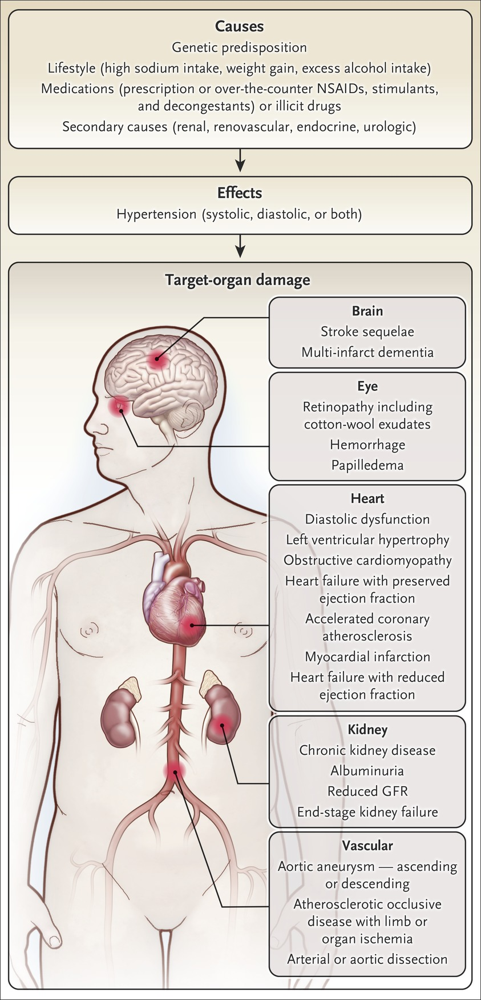 Causes
Genetic predisposition
Lifestyle (high sodium intake, weight gain, excess alcohol intake)
Medications (prescription or over-the-counter NSAIDs, stimulants,
and decongestants) or illicit drugs
Secondary causes (renal, renovascular, endocrine, urologic)
Effects
Hypertension (systolic, diastolic, or both)
Target-organ damage
Brain
Stroke sequelae
Multi-infarct dementia
Eye
Retinopathy including
cotton-wool exudates
Hemorrhage
Papilledema
Heart
Diastolic dysfunction
Left ventricular hypertrophy
Obstructive cardiomyopathy
Heart failure with preserved
ejection fraction
Accelerated coronary
atherosclerosis
Myocardial infarction
Heart failure with reduced
ejection fraction
Kidney
Chronic kidney disease
Albuminuria
Reduced GFR
End-stage kidney failure
Vascular
Aortic aneurysm — ascending
or descending
Atherosclerotic occlusive
disease with limb or
organ ischemia
Arterial or aortic dissection